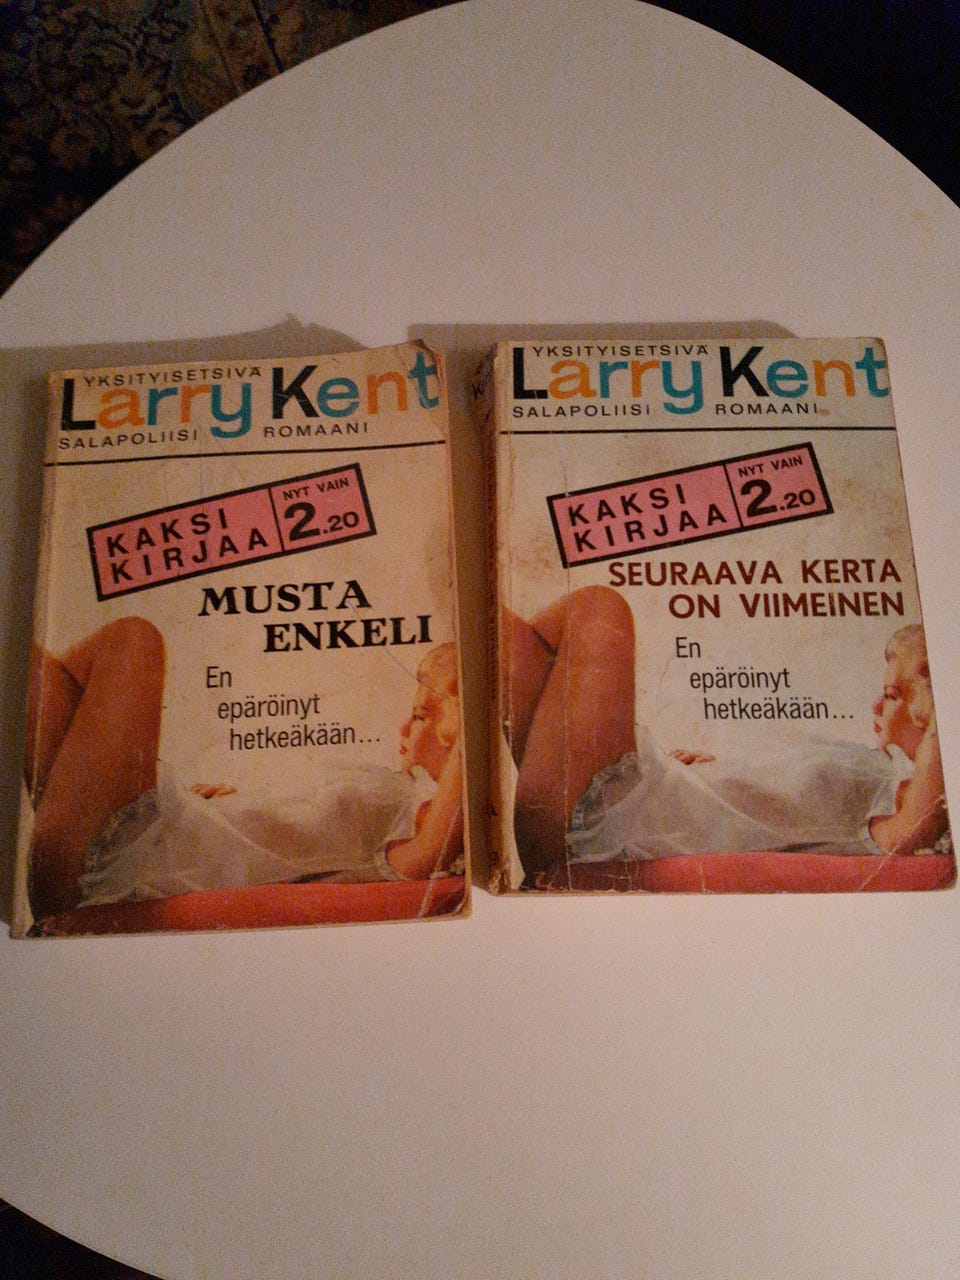 YKSITYISETSIVÄ
Larry Kent
SALAPOLIISI ROMAANI
KAKSI
KIRJAA
NYT VAIN
2.20
MUSTA
ENKELI
En
epäröinyt
hetkeäkään...
YKSITYISETSIVÄ
Larry Kent
SALAPOLIISI ROMAANI
KAKSI
KIRJAA
NYT VAIN
2.20
SEURAAVA KERTA
ON VIIMEINEN
En
epäröinyt
hetkeäkään...